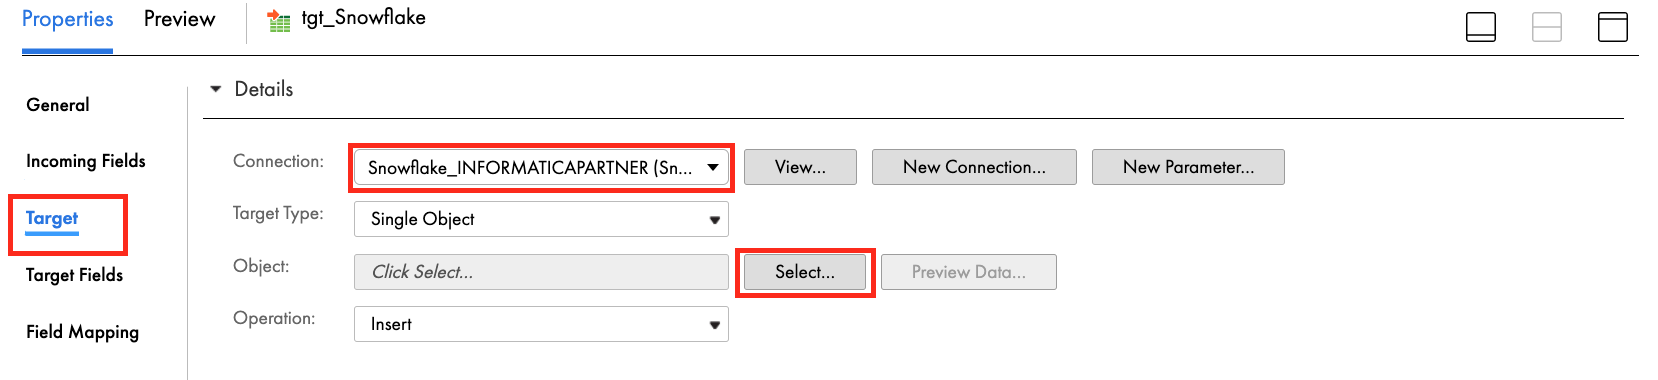 Properties Preview tgt_Snowflake
Details
General
Incoming Fields
Target
Target Fields
Field Mapping
Connection: Snowflake_INFORMATICAPARTNER (Sn... View... New Connection... New Parameter...
Target Type: Single Object
Object: Click Select... Select... Preview Data...
Operation: Insert